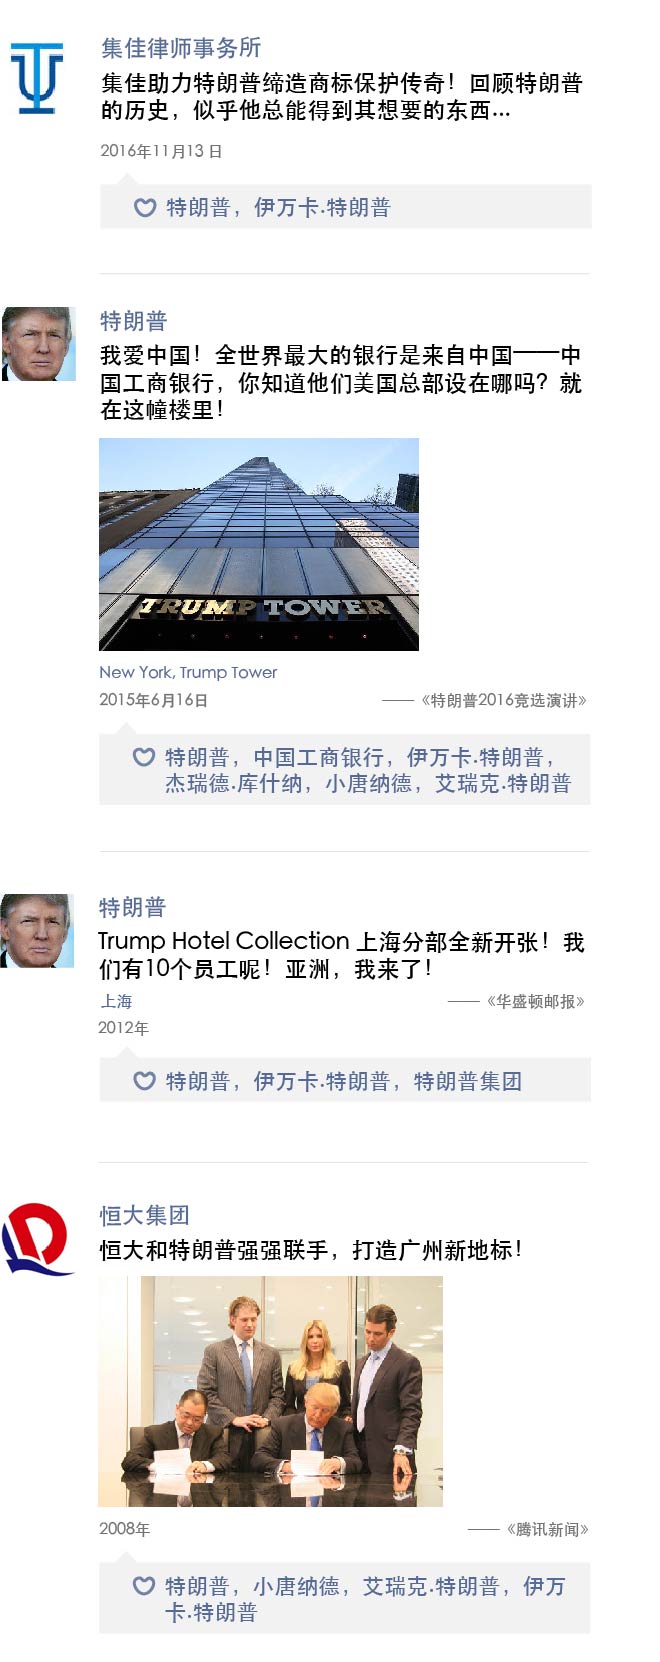 集佳律师事务所
集佳助力特朗普缔造商标保护传奇！回顾特朗普
的历史，似乎他总能得到其想要的东西...
2016年11月13 日
特朗普，伊万卡.特朗普
特朗普
我爱中国！全世界最大的银行是来自中国——中
国工商银行，你知道他们美国总部设在哪吗？就
在这幢楼里！
TRUMP TOWER
New York, Trump Tower
2015年6月16日 ——《特朗普2016竞选演讲》
特朗普，中国工商银行，伊万卡.特朗普，
杰瑞德.库什纳，小唐纳德，艾瑞克.特朗普
特朗普
Trump Hotel Collection 上海分部全新开张！我
们有10个员工呢！亚洲，我来了！
上海 ——《华盛顿邮报》
2012年
特朗普，伊万卡.特朗普，特朗普集团
恒大集团
恒大和特朗普强强联手，打造广州新地标！
2008年 ——《腾讯新闻》
特朗普，小唐纳德，艾瑞克.特朗普，伊万
卡.特朗普